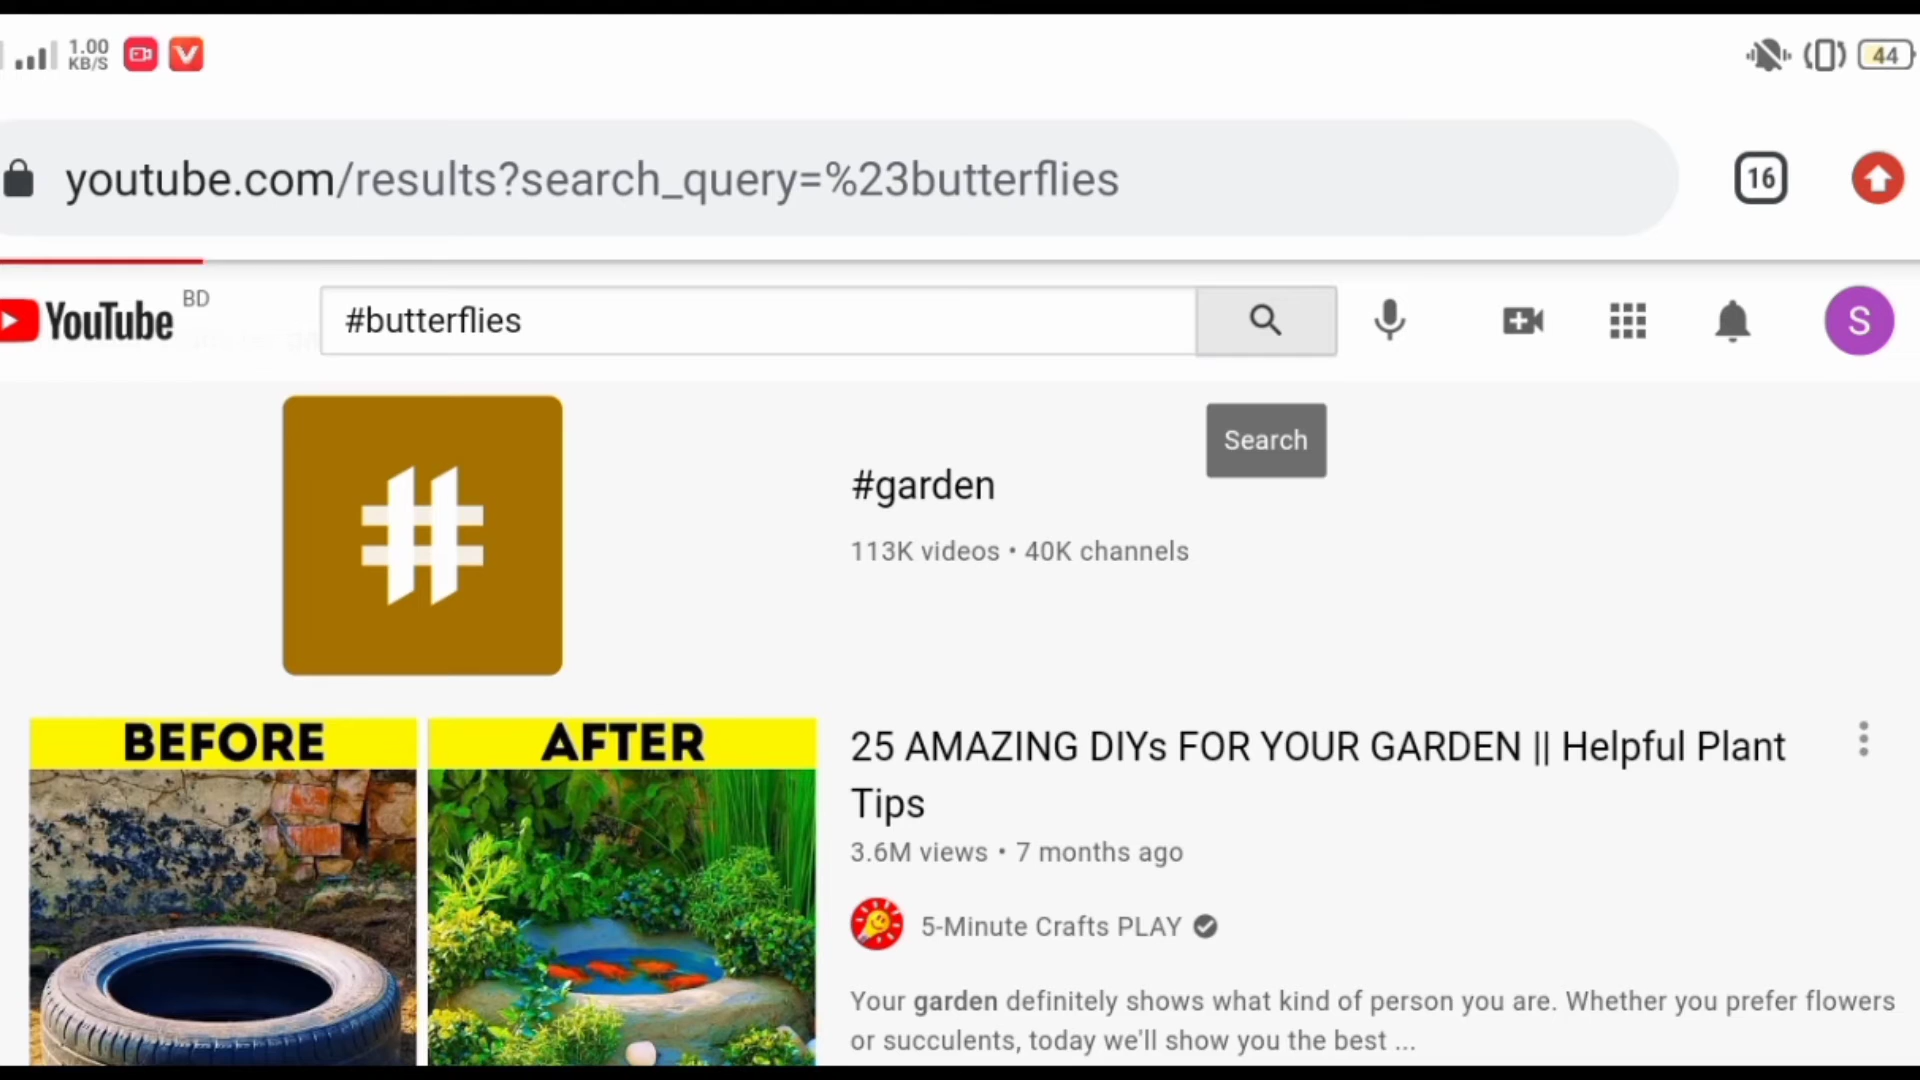 1.00
KB/S
44
youtube.com/results?search_query=%23butterflies
16
YouTube BD
#butterflies
S
Search
#garden
113K videos • 40K channels
BEFORE
AFTER
25 AMAZING DIYs FOR YOUR GARDEN || Helpful Plant
Tips
3.6M views • 7 months ago
5-Minute Crafts PLAY
Your garden definitely shows what kind of person you are. Whether you prefer flowers
or succulents, today we'll show you the best ...